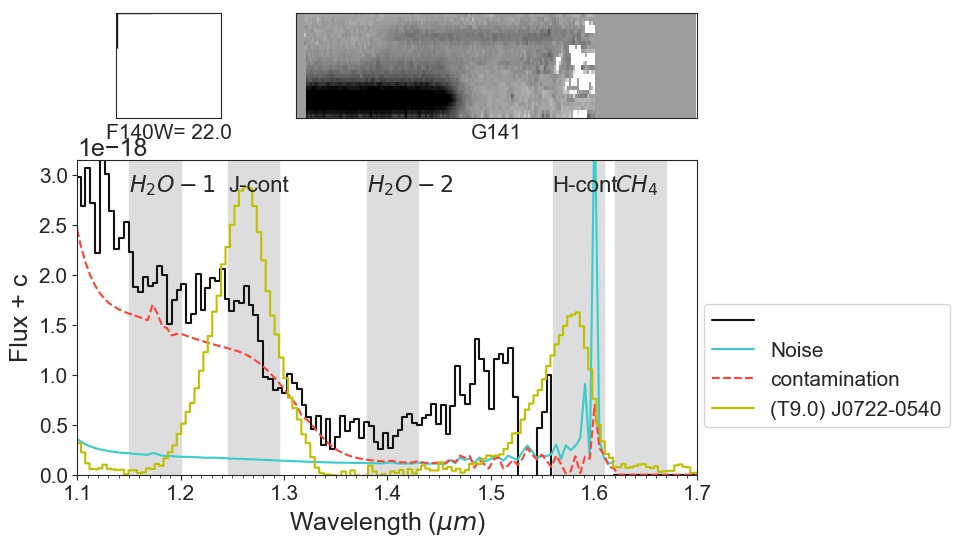 F140W= 22.0
G141
1e−18
H₂O − 1 J-cont H₂O − 2 H-cont CH₄
3.0
2.5
2.0
1.5
1.0
0.5
0.0
Flux + c
1.1 1.2 1.3 1.4 1.5 1.6 1.7
Wavelength (μm)
Noise
contamination
(T9.0) J0722-0540